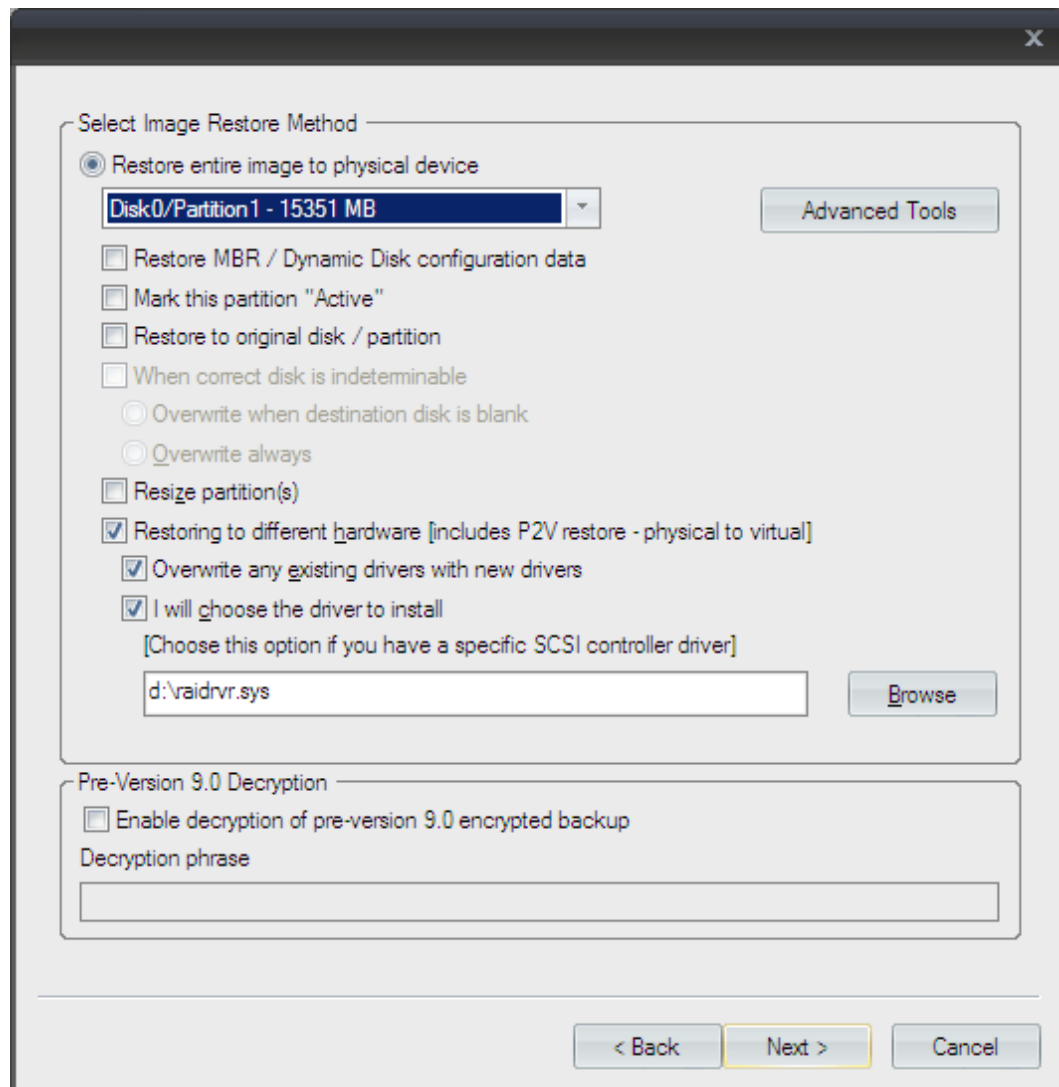 x
Select Image Restore Method
Restore entire image to physical device
Disk0/Partition1 - 15351 MB
Advanced Tools
Restore MBR / Dynamic Disk configuration data
Mark this partition "Active"
Restore to original disk / partition
When correct disk is indeterminable
Overwrite when destination disk is blank
Overwrite always
Resize partition(s)
Restoring to different hardware [includes P2V restore - physical to virtual]
Overwrite any existing drivers with new drivers
I will choose the driver to install
[Choose this option if you have a specific SCSI controller driver]
d:\raidrvr.sys
Browse
Pre-Version 9.0 Decryption
Enable decryption of pre-version 9.0 encrypted backup
Decryption phrase
< Back
Next >
Cancel